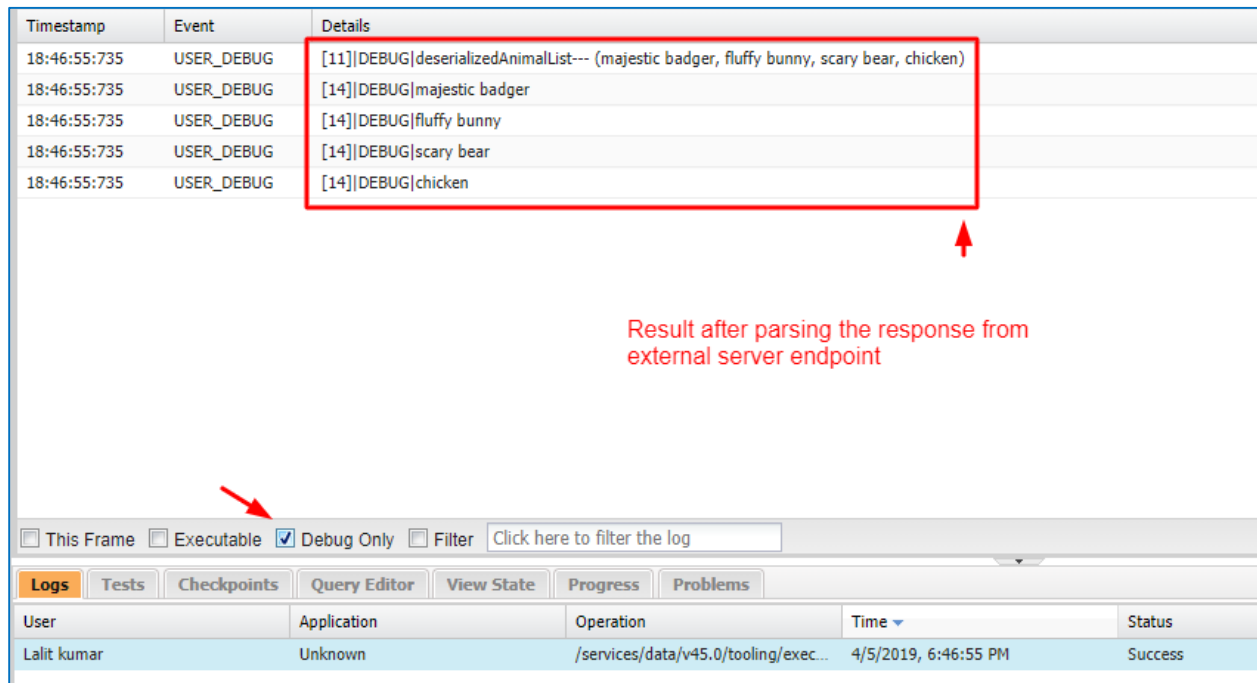 Timestamp Event Details
18:46:55:735 USER_DEBUG [11]|DEBUG|deserializedAnimalList--- (majestic badger, fluffy bunny, scary bear, chicken)
18:46:55:735 USER_DEBUG [14]|DEBUG|majestic badger
18:46:55:735 USER_DEBUG [14]|DEBUG|fluffy bunny
18:46:55:735 USER_DEBUG [14]|DEBUG|scary bear
18:46:55:735 USER_DEBUG [14]|DEBUG|chicken
Result after parsing the response from
external server endpoint
This Frame Executable Debug Only Filter Click here to filter the log
Logs Tests Checkpoints Query Editor View State Progress Problems
User Application Operation Time Status
Lalit kumar Unknown /services/data/v45.0/tooling/exec... 4/5/2019, 6:46:55 PM Success